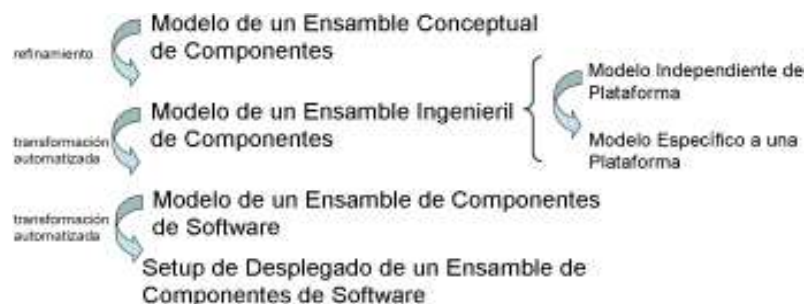 Modelo de un Ensamble Conceptual
de Componentes
refinamiento
Modelo de un Ensamble Ingenieril
de Componentes
Modelo Independiente de
Plataforma
Modelo Específico a una
Plataforma
transformación
automatizada
Modelo de un Ensamble de Componentes
de Software
transformación
automatizada
Setup de Desplegado de un Ensamble de
Componentes de Software